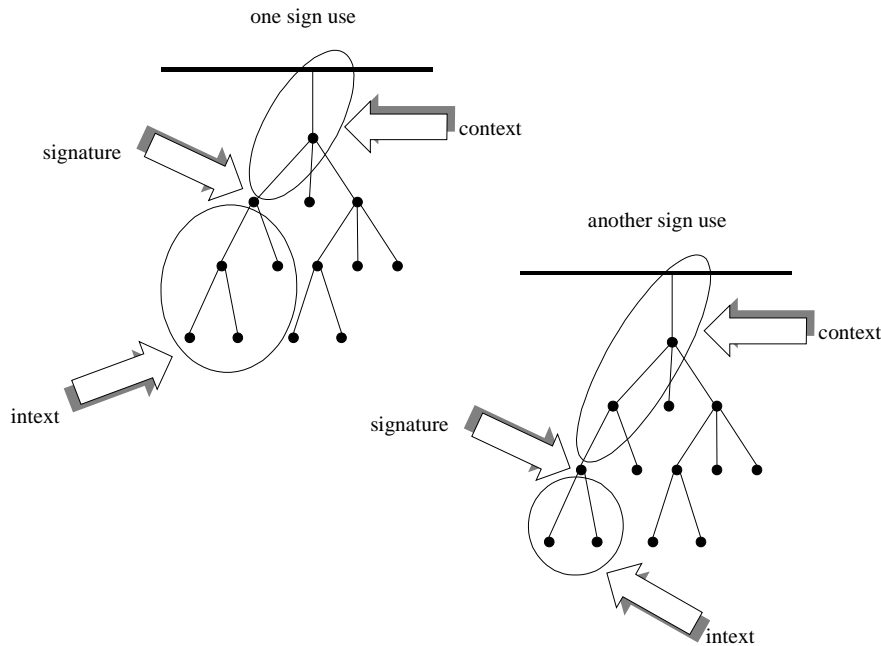 one sign use
context
signature
intext
another sign use
context
signature
intext